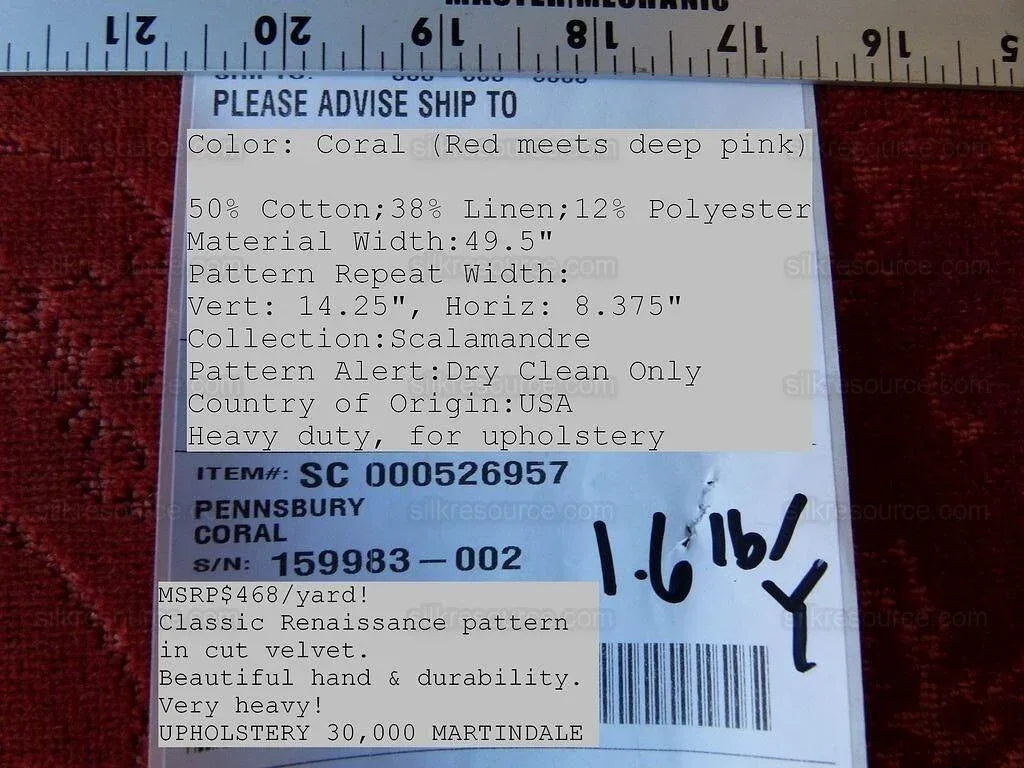 MASTER MECHANIC
21 20 19 18 17 16 5
PLEASE ADVISE SHIP TO
Color: Coral (Red meets deep pink)
50% Cotton;38% Linen;12% Polyester
Material Width:49.5"
Pattern Repeat Width:
Vert: 14.25", Horiz: 8.375"
Collection:Scalamandre
Pattern Alert:Dry Clean Only
Country of Origin:USA
Heavy duty, for upholstery
ITEM#: SC 000526957
PENNSBURY
CORAL
S/N: 159983-002
1.6 lb/
Y
MSRP$468/yard!
Classic Renaissance pattern
in cut velvet.
Beautiful hand & durability.
Very heavy!
UPHOLSTERY 30,000 MARTINDALE
silkresource.com